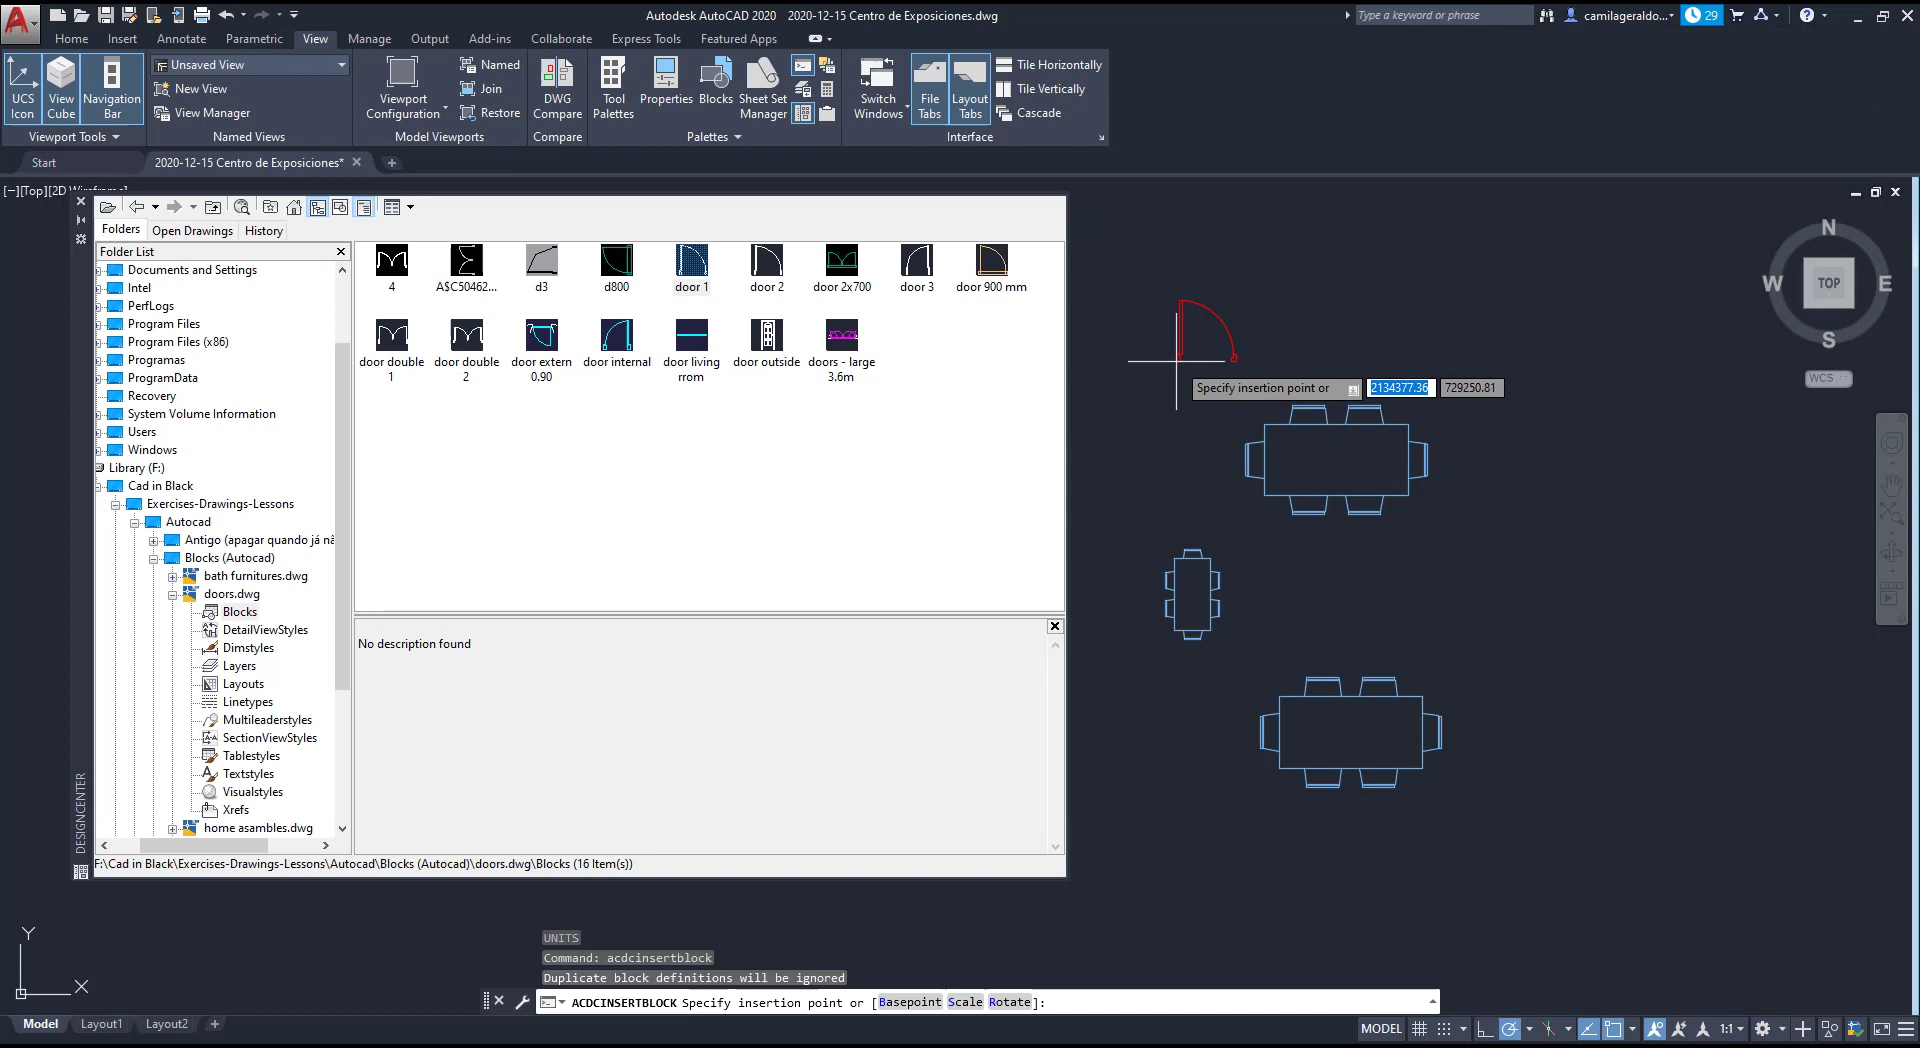 Autodesk AutoCAD 2020 2020-12-15 Centro de Exposiciones.dwg
Type a keyword or phrase
camilageraldo...
29
Home Insert Annotate Parametric View Manage Output Add-ins Collaborate Express Tools Featured Apps
UCS Icon
View Cube
Navigation Bar
Viewport Tools
Unsaved View
New View
View Manager
Named Views
Viewport Configuration
Named
Join
Restore
Model Viewports
DWG Compare
Compare
Tool Palettes
Properties
Blocks
Sheet Set Manager
Palettes
Switch Windows
File Tabs
Layout Tabs
Tile Horizontally
Tile Vertically
Cascade
Interface
Start
2020-12-15 Centro de Exposiciones*
[−][Top][2D Wireframe]
Folders Open Drawings History
Folder List
Documents and Settings
Intel
PerfLogs
Program Files
Program Files (x86)
Programas
ProgramData
Recovery
System Volume Information
Users
Windows
Library (F:)
Cad in Black
Exercises-Drawings-Lessons
Autocad
Antigo (apagar quando já nã
Blocks (Autocad)
bath furnitures.dwg
doors.dwg
Blocks
DetailViewStyles
Dimstyles
Layers
Layouts
Linetypes
Multileaderstyles
SectionViewStyles
Tablestyles
Textstyles
Visualstyles
Xrefs
home asambles.dwg
4 A$C50462... d3 d800 door 1 door 2 door 2x700 door 3 door 900 mm
door double 1
door double 2
door extern 0.90
door internal
door living rrom
door outside
doors - large 3.6m
No description found
DESIGNCENTER
F:\Cad in Black\Exercises-Drawings-Lessons\Autocad\Blocks (Autocad)\doors.dwg\Blocks (16 Item(s))
N
W TOP E
S
WCS
Specify insertion point or 2134377.36 729250.81
Y
X
UNITS
Command: acdcinsertblock
Duplicate block definitions will be ignored
ACDCINSERTBLOCK Specify insertion point or [Basepoint Scale Rotate]:
Model Layout1 Layout2
MODEL 1:1